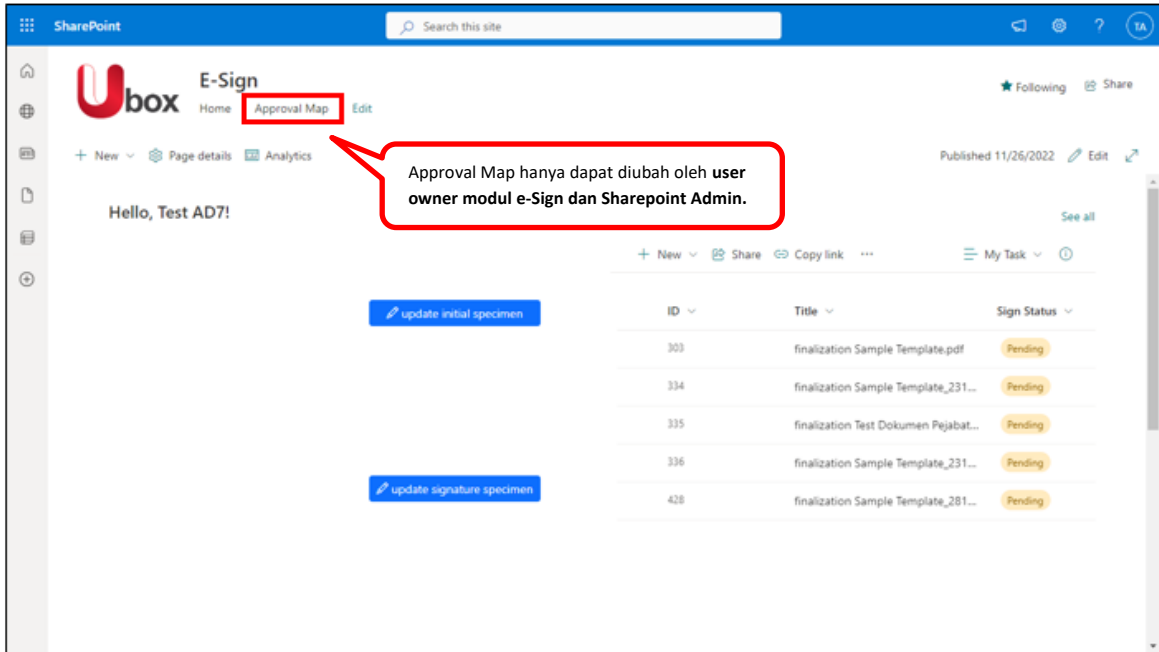 SharePoint
Search this site
?
TA
Ubox
E-Sign
Home Approval Map Edit
Following Share
+ New Page details Analytics
Published 11/26/2022 Edit
Approval Map hanya dapat diubah oleh user
owner modul e-Sign dan Sharepoint Admin.
Hello, Test AD7!
See all
+ New Share Copy link ... My Task
update initial specimen
ID Title Sign Status
303 finalization Sample Template.pdf Pending
334 finalization Sample Template_231... Pending
335 finalization Test Dokumen Pejabat... Pending
336 finalization Sample Template_231... Pending
update signature specimen
428 finalization Sample Template_281... Pending